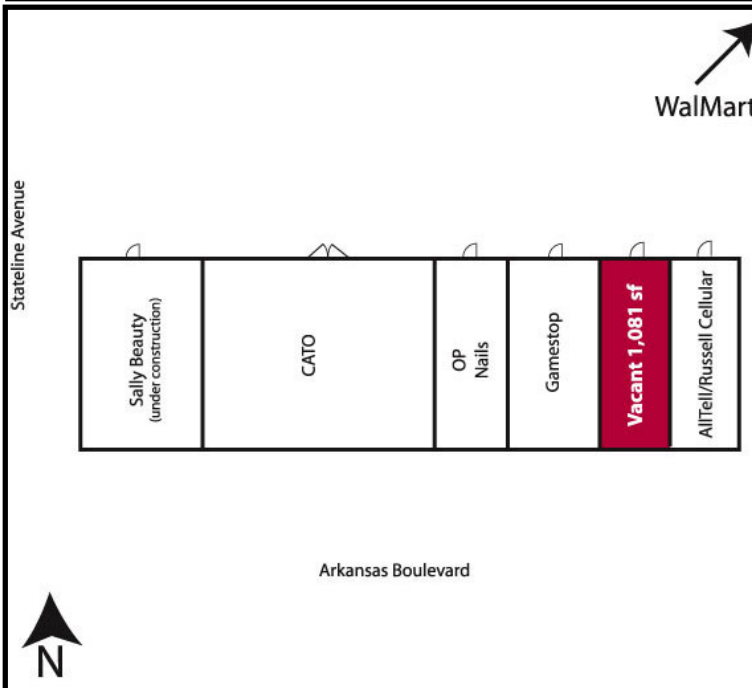 WalMart
Stateline Avenue
Sally Beauty
(under construction)
CATO
OP
Nails
Gamestop
Vacant 1,081 sf
AllTell/Russell Cellular
Arkansas Boulevard
N